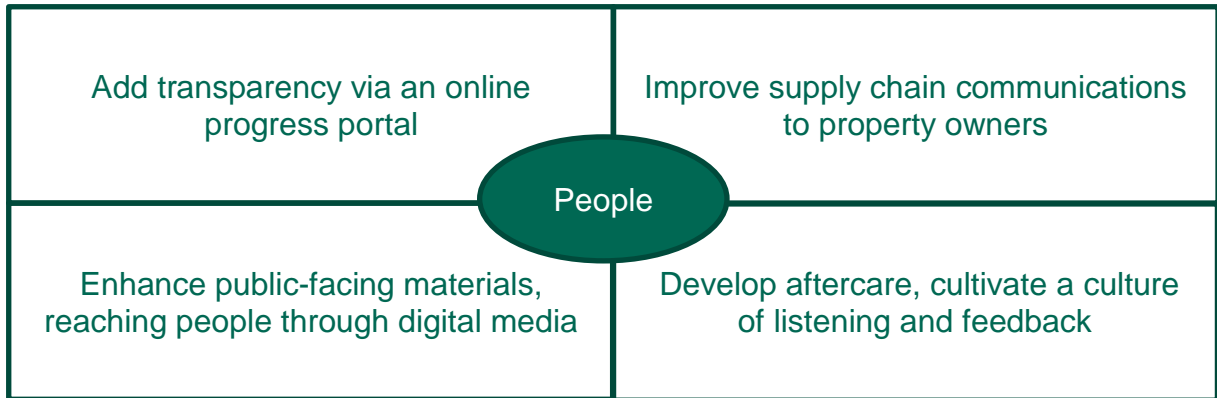 Add transparency via an online
progress portal
Improve supply chain communications
to property owners
People
Enhance public-facing materials,
reaching people through digital media
Develop aftercare, cultivate a culture
of listening and feedback